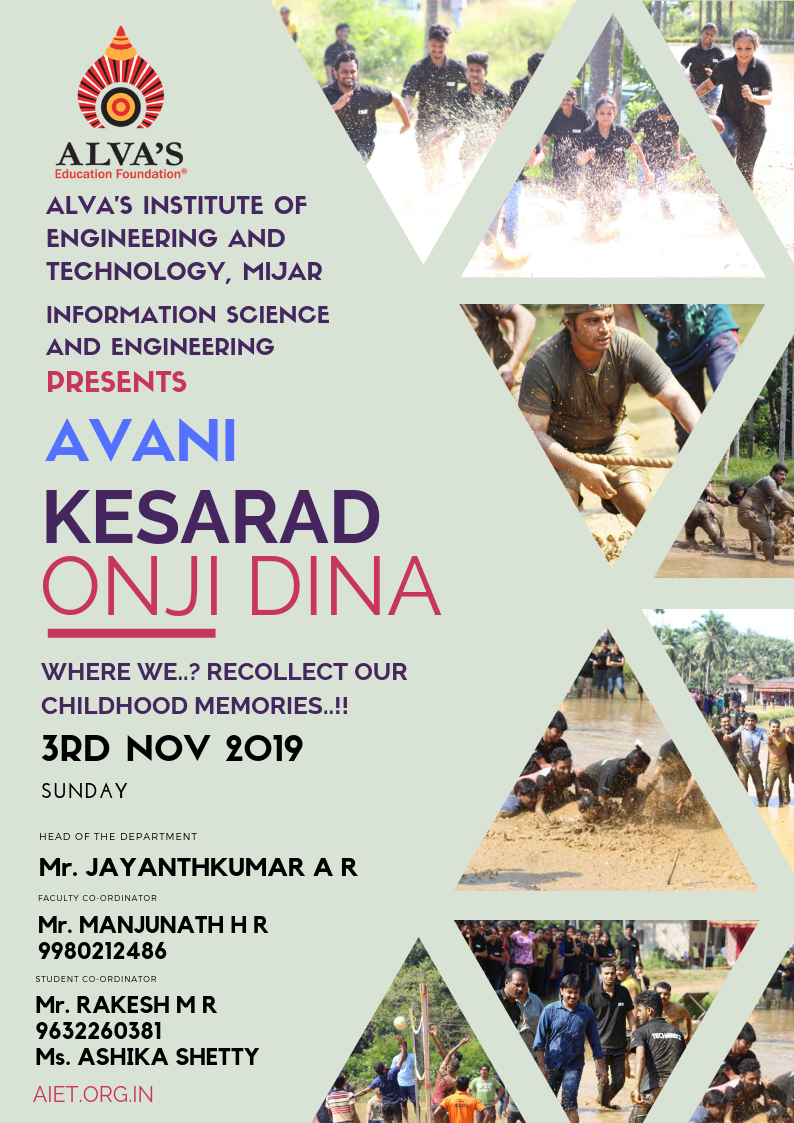 ALVA'S
Education Foundation®
ALVA'S INSTITUTE OF
ENGINEERING AND
TECHNOLOGY, MIJAR
INFORMATION SCIENCE
AND ENGINEERING
PRESENTS
AVANI
KESARAD
ONJI DINA
WHERE WE..? RECOLLECT OUR
CHILDHOOD MEMORIES..!!
3RD NOV 2019
SUNDAY
HEAD OF THE DEPARTMENT
Mr. JAYANTHKUMAR A R
FACULTY CO-ORDINATOR
Mr. MANJUNATH H R
9980212486
STUDENT CO-ORDINATOR
Mr. RAKESH M R
9632260381
Ms. ASHIKA SHETTY
AIET.ORG.IN